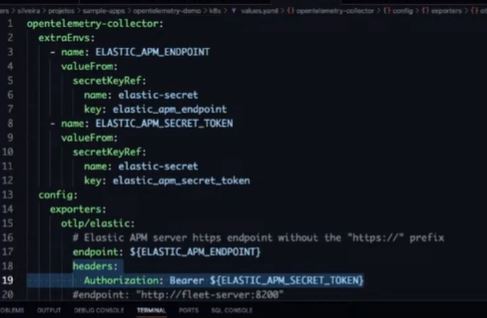 ers > silveira > projetos > sample-apps > opentelemetry-demo > k8s > values.yaml > {} opentelemetry-collector > {} config > {} exporters > {}
1 opentelemetry-collector:
2 extraEnvs:
3 - name: ELASTIC_APM_ENDPOINT
4 valueFrom:
5 secretKeyRef:
6 name: elastic-secret
7 key: elastic_apm_endpoint
8 - name: ELASTIC_APM_SECRET_TOKEN
9 valueFrom:
10 secretKeyRef:
11 name: elastic-secret
12 key: elastic_apm_secret_token
13 config:
14 exporters:
15 otlp/elastic:
16 # Elastic APM server https endpoint without the "https://" prefix
17 endpoint: ${ELASTIC_APM_ENDPOINT}
18 headers:
19 Authorization: Bearer ${ELASTIC_APM_SECRET_TOKEN}
20 #endpoint: "http://fleet-server:8200"
OBLEMS OUTPUT DEBUG CONSOLE TERMINAL PORTS SQL CONSOLE